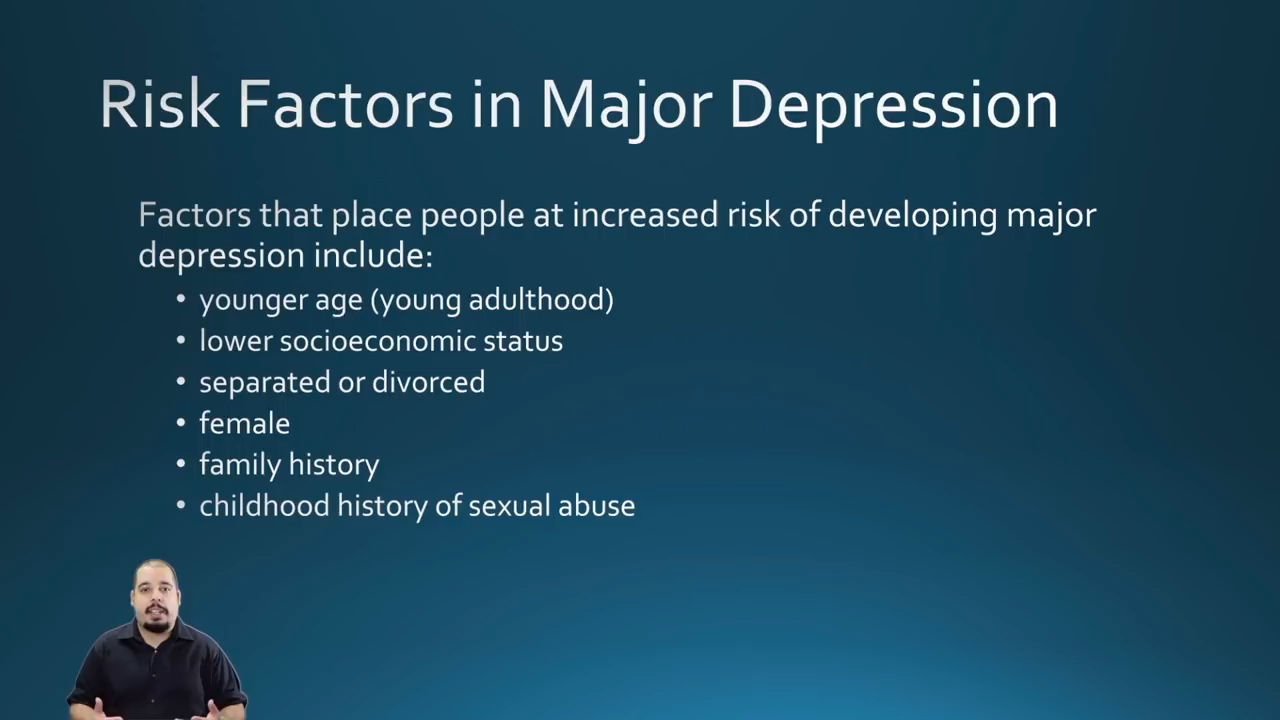 Risk Factors in Major Depression
Factors that place people at increased risk of developing major
depression include:
• younger age (young adulthood)
• lower socioeconomic status
• separated or divorced
• female
• family history
• childhood history of sexual abuse